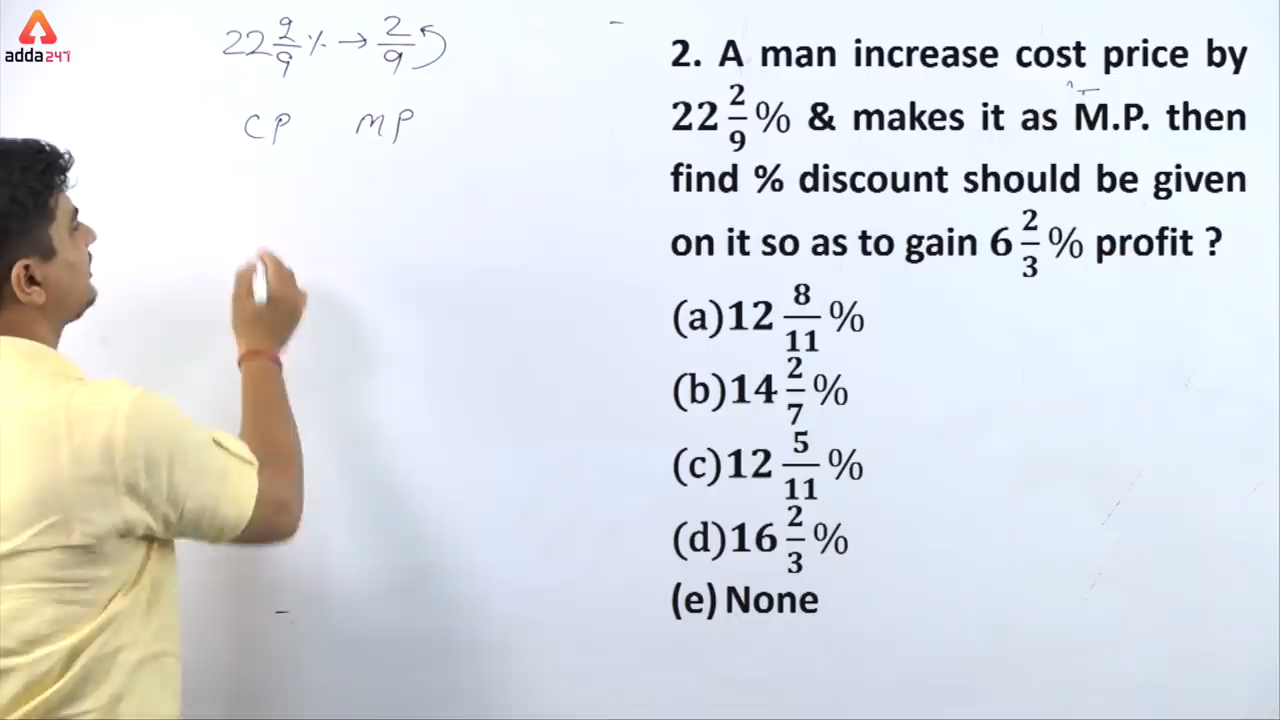 adda247
22 2/9 % → 2/9
CP MP
2. A man increase cost price by
22 2/9 % & makes it as M.P. then
find % discount should be given
on it so as to gain 6 2/3 % profit ?
(a)12 8/11 %
(b)14 2/7 %
(c)12 5/11 %
(d)16 2/3 %
(e) None